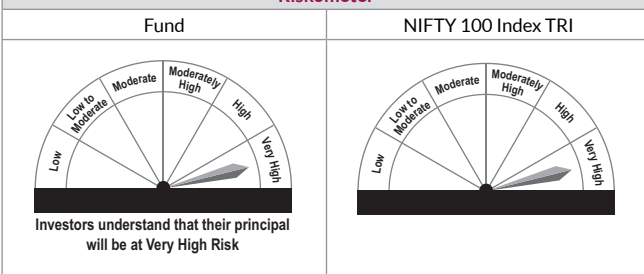 Riskometer
Fund
NIFTY 100 Index TRI
Low
Low to
Moderate
Moderate
Moderately
High
High
Very High
Investors understand that their principal
will be at Very High Risk
Low
Low to
Moderate
Moderate
Moderately
High
High
Very High